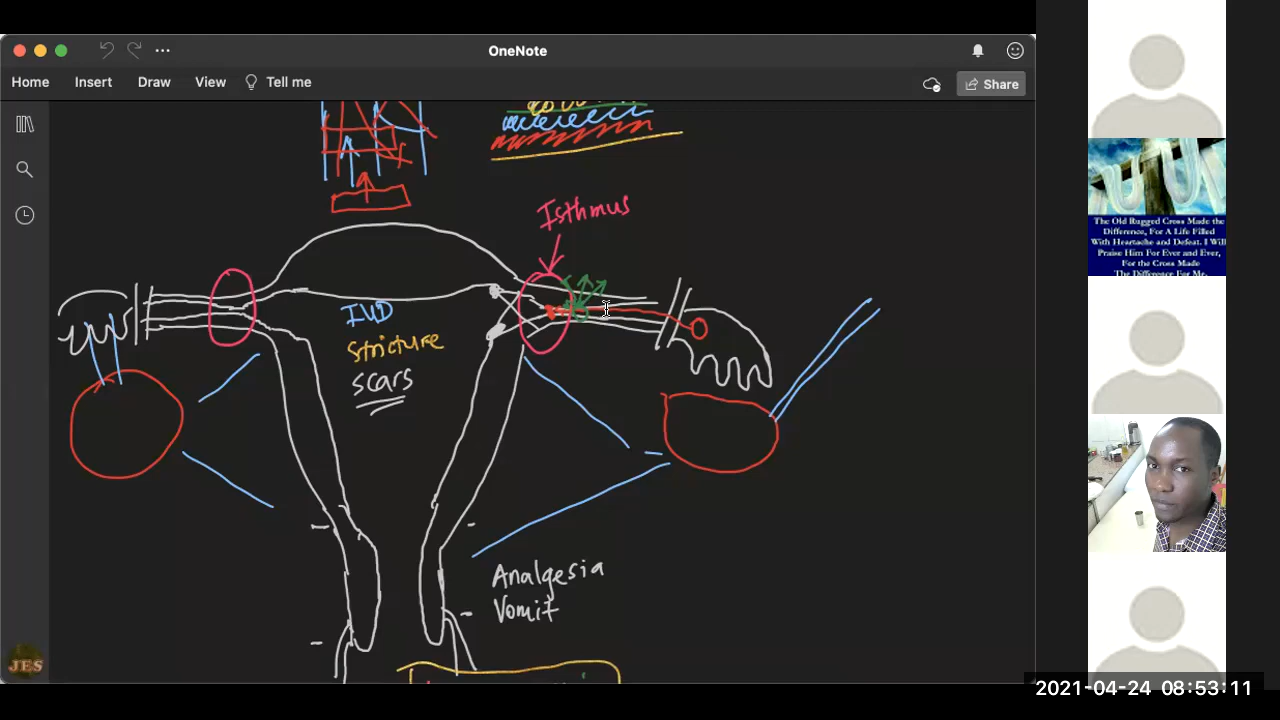 OneNote
Home Insert Draw View Tell me Share
Isthmus
IUD
Stricture
scars
Analgesia
Vomit
JES
The Old Rugged Cross Made the
Difference, For A Life Filled
With Heartache and Defeat. I Will
Praise Him For Ever and Ever,
For the Cross Made
The Difference For Me.
2021-04-24 08:53:11